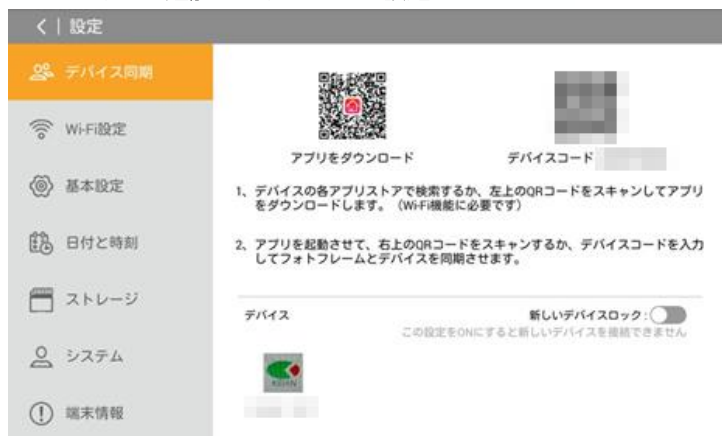 設定
デバイス同期
Wi-Fi設定
基本設定
日付と時刻
ストレージ
システム
端末情報
アプリをダウンロード
デバイスコード
1、デバイスの各アプリストアで検索するか、左上のQRコードをスキャンしてアプリ
をダウンロードします。（Wi-Fi機能に必要です）
2、アプリを起動させて、右上のQRコードをスキャンするか、デバイスコードを入力
してフォトフレームとデバイスを同期させます。
デバイス
新しいデバイスロック:
この設定をONにすると新しいデバイスを接続できません
KEIAN